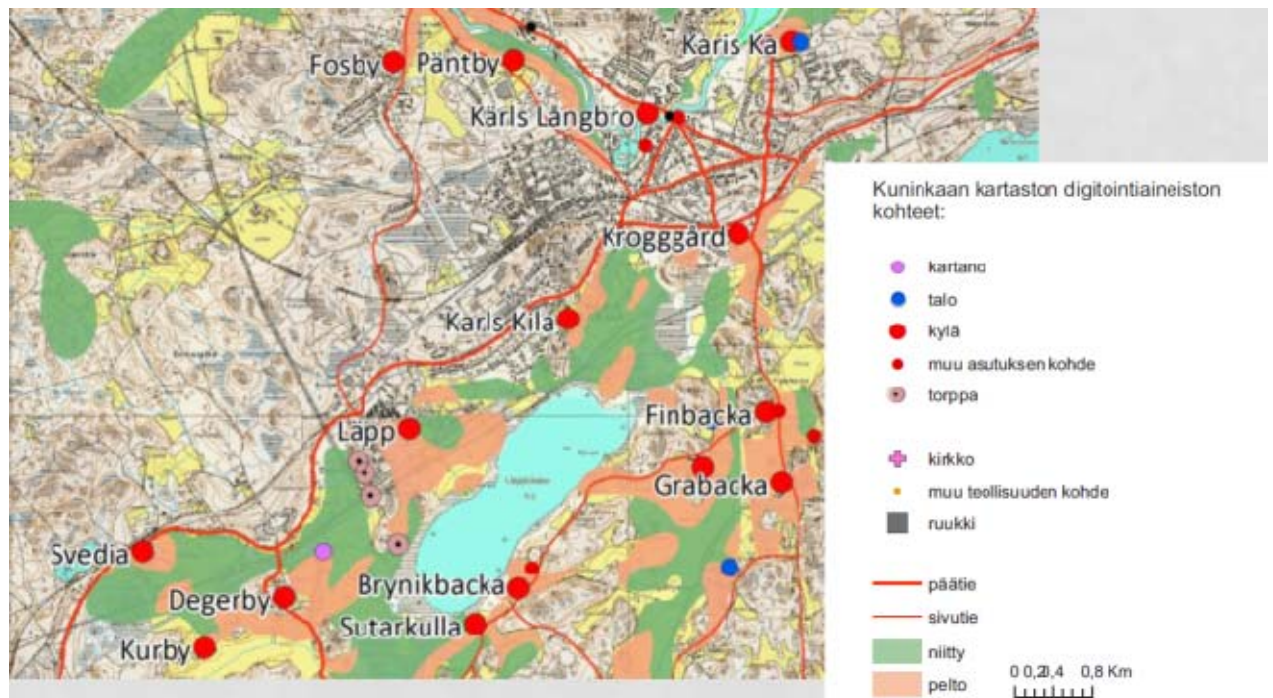 Karis Ka
Fosby
Päntby
Kärls Långbro
Krogggård
Karls Kila
Läpp
Finbacka
Grabacka
Svedia
Degerby
Brynikbacka
Sutarkulla
Kurby
Kuninkaan kartaston digitointiaineiston
kohteet:
kartano
talo
kylä
muu asutuksen kohde
torppa
kirkko
muu teollisuuden kohde
ruukki
päätie
sivutie
niitty
pelto
0 0,2 0,4 0,8 Km